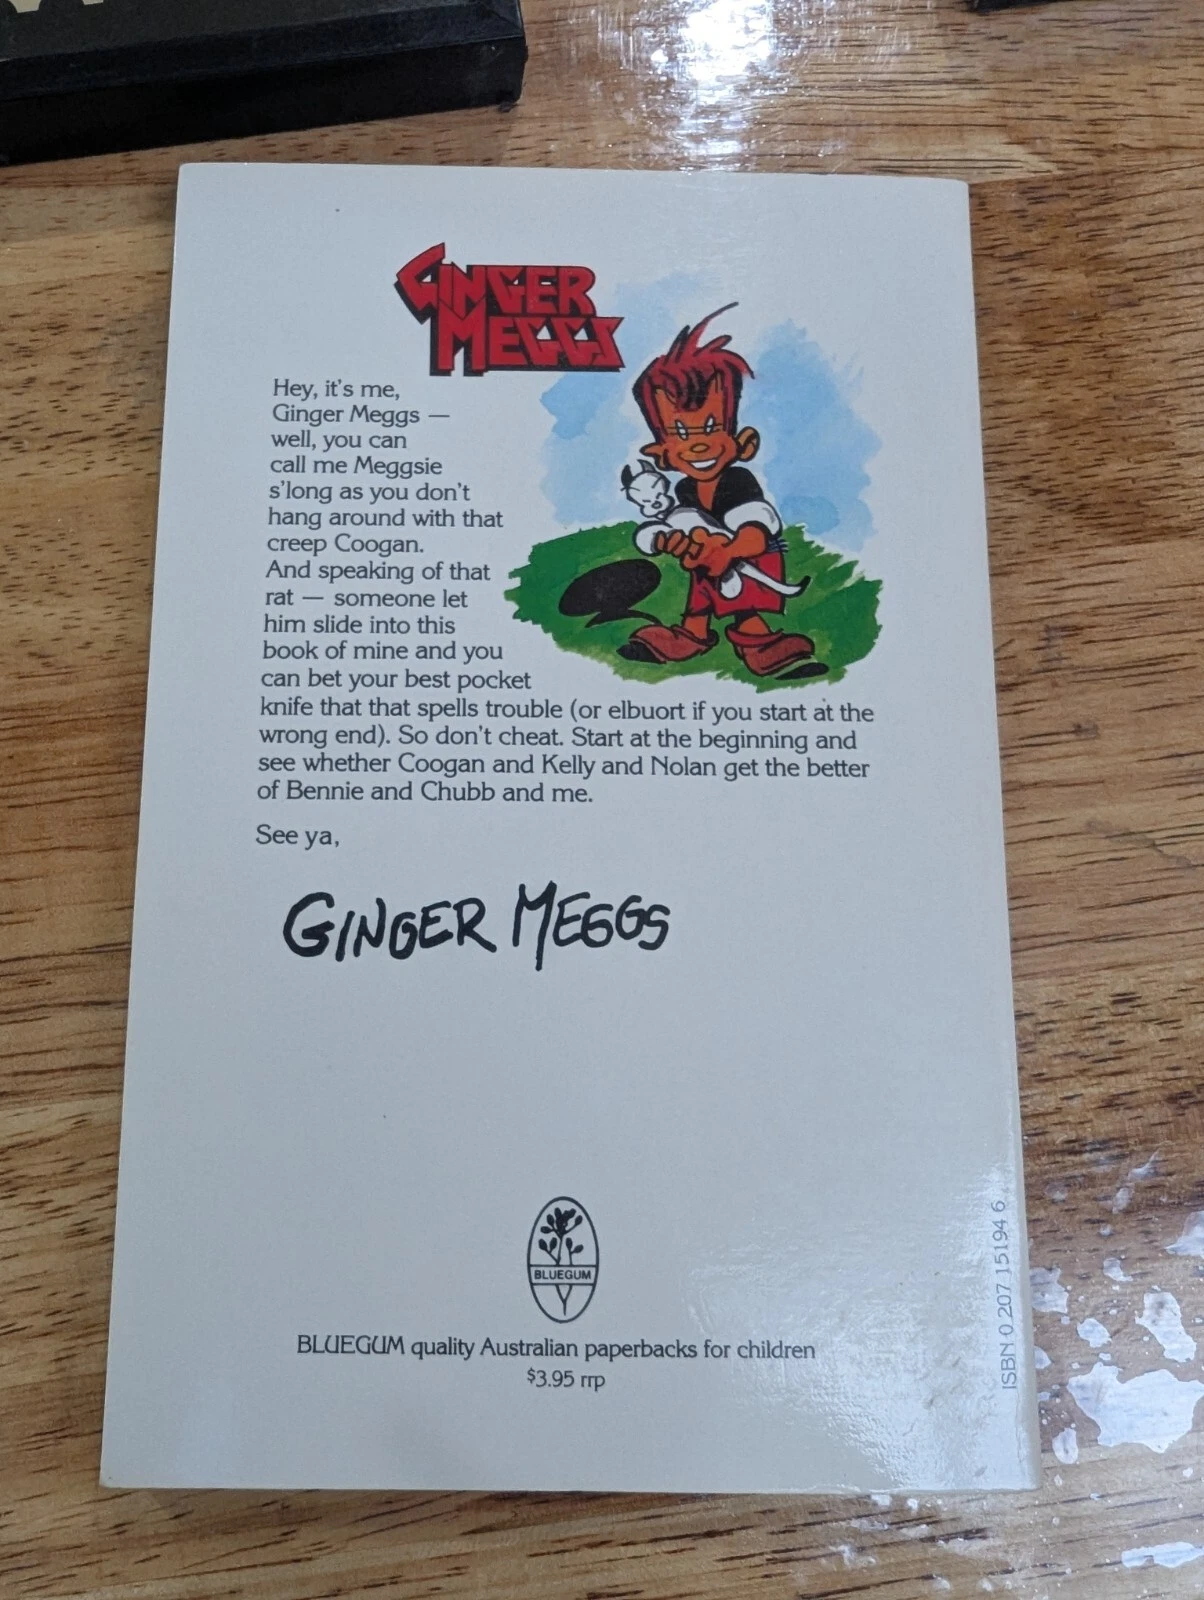 GINGER
MEGGS
Hey, it's me,
Ginger Meggs —
well, you can
call me Meggsie
s'long as you don't
hang around with that
creep Coogan.
And speaking of that
rat — someone let
him slide into this
book of mine and you
can bet your best pocket
knife that that spells trouble (or elbuort if you start at the
wrong end). So don't cheat. Start at the beginning and
see whether Coogan and Kelly and Nolan get the better
of Bennie and Chubb and me.
See ya,
GINGER MEGGS
BLUEGUM
BLUEGUM quality Australian paperbacks for children
$3.95 rrp
ISBN 0 207 15194 6